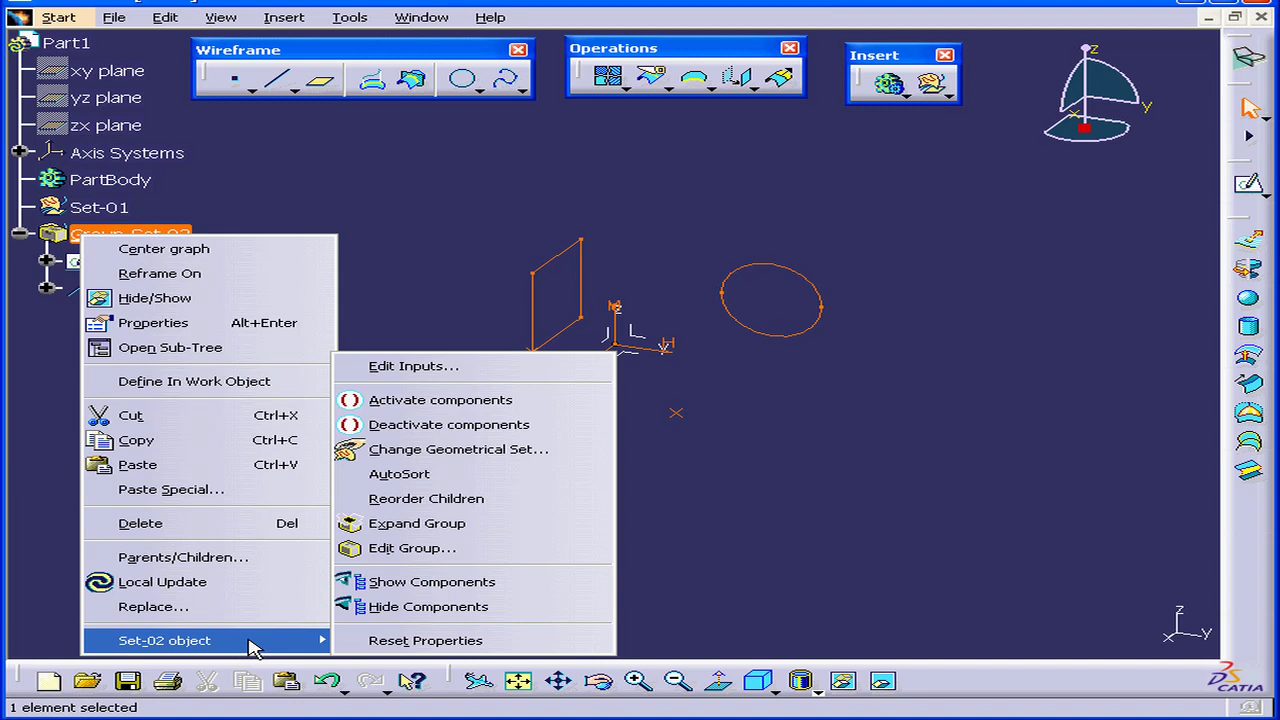 Start File Edit View Insert Tools Window Help
Part1
Wireframe
Operations
Insert
xy plane
yz plane
zx plane
Axis Systems
PartBody
Set-01
z
y
x
Center graph
Reframe On
Hide/Show
Properties Alt+Enter
Open Sub-Tree
Define In Work Object
Cut Ctrl+X
Copy Ctrl+C
Paste Ctrl+V
Paste Special...
Delete Del
Parents/Children...
Local Update
Replace...
Set-02 object
Edit Inputs...
Activate components
Deactivate components
Change Geometrical Set...
AutoSort
Reorder Children
Expand Group
Edit Group...
Show Components
Hide Components
Reset Properties
H
z
x
y
CATIA
1 element selected